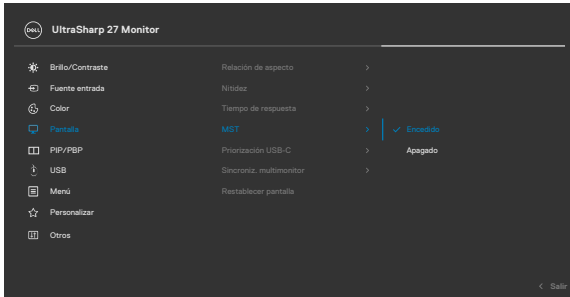 DELL UltraSharp 27 Monitor
Brillo/Contraste Relación de aspecto
Fuente entrada Nitidez
Color Tiempo de respuesta
Pantalla MST Encedido
PIP/PBP Priorización USB-C Apagado
USB Sincroniz. multimonitor
Menú Restablecer pantalla
Personalizar
Otros
Salir